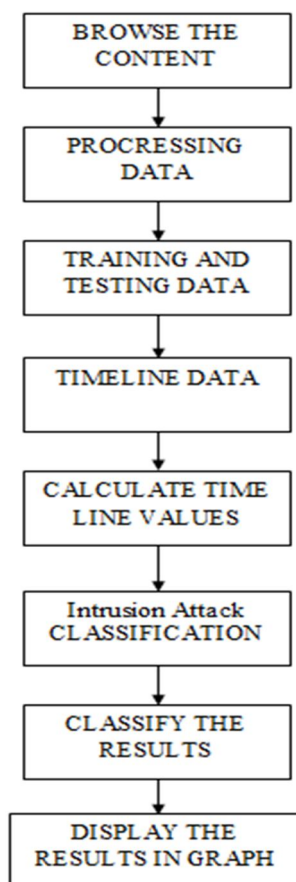 BROWSE THE
CONTENT
PROCRESSING
DATA
TRAINING AND
TESTING DATA
TIMELINE DATA
CALCULATE TIME
LINE VALUES
Intrusion Attack
CLASSIFICATION
CLASSIFY THE
RESULTS
DISPLAY THE
RESULTS IN GRAPH